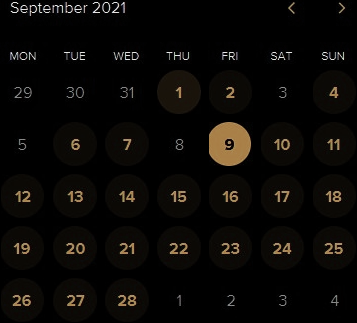 September 2021
MON TUE WED THU FRI SAT SUN
29 30 31 1 2 3 4
5 6 7 8 9 10 11
12 13 14 15 16 17 18
19 20 21 22 23 24 25
26 27 28 1 2 3 4